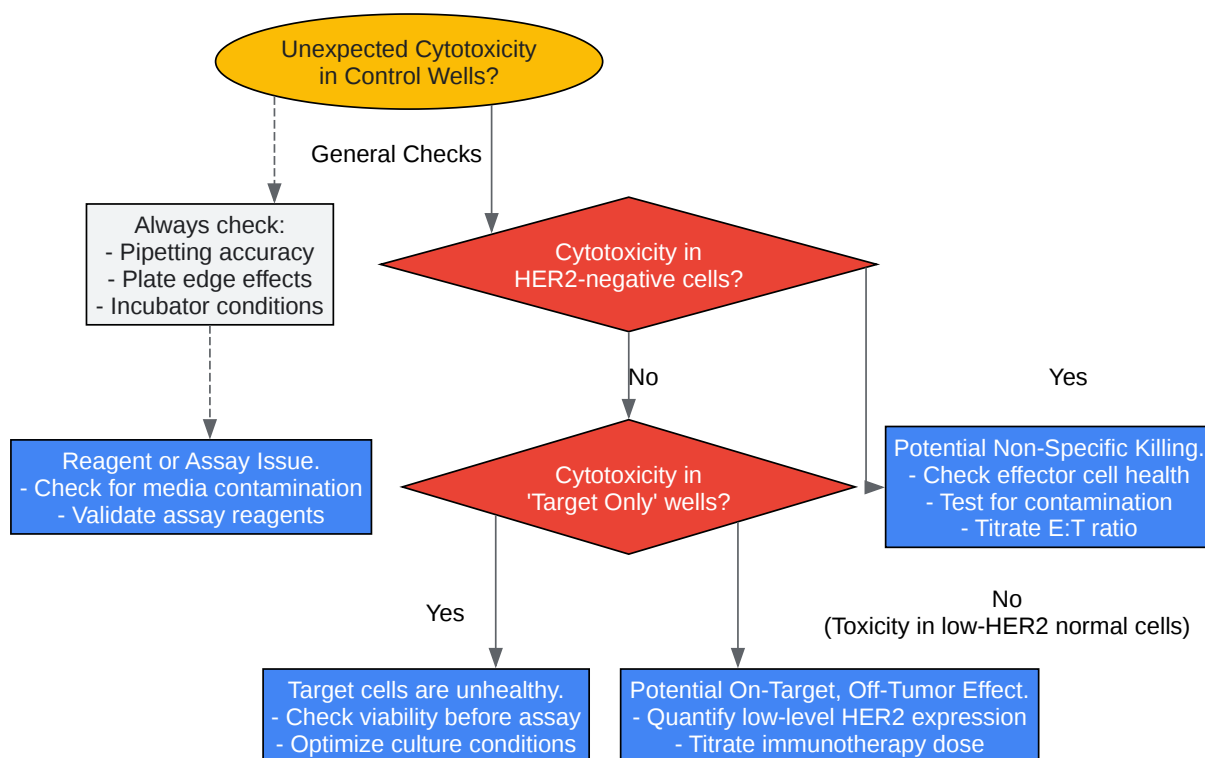 Unexpected Cytotoxicity
in Control Wells?
General Checks
Always check:
- Pipetting accuracy
- Plate edge effects
- Incubator conditions
Cytotoxicity in
HER2-negative cells?
No
Yes
Reagent or Assay Issue.
- Check for media contamination
- Validate assay reagents
Cytotoxicity in
'Target Only' wells?
Potential Non-Specific Killing.
- Check effector cell health
- Test for contamination
- Titrate E:T ratio
Yes
No
(Toxicity in low-HER2 normal cells)
Target cells are unhealthy.
- Check viability before assay
- Optimize culture conditions
Potential On-Target, Off-Tumor Effect.
- Quantify low-level HER2 expression
- Titrate immunotherapy dose